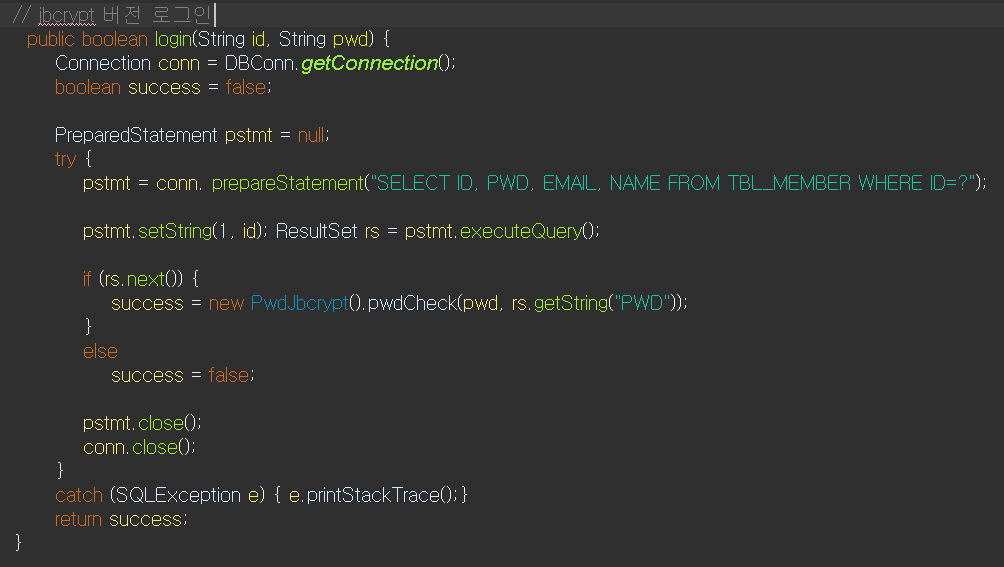 // jbcrypt 버전 로그인
public boolean login(String id, String pwd) {
Connection conn = DBConn.getConnection();
boolean success = false;
PreparedStatement pstmt = null;
try {
pstmt = conn. prepareStatement("SELECT ID, PWD, EMAIL, NAME FROM TBL_MEMBER WHERE ID=?");
pstmt.setString(1, id); ResultSet rs = pstmt.executeQuery();
if (rs.next()) {
success = new PwdJbcrypt().pwdCheck(pwd, rs.getString("PWD"));
}
else
success = false;
pstmt.close();
conn.close();
}
catch (SQLException e) { e.printStackTrace();}
return success;
}